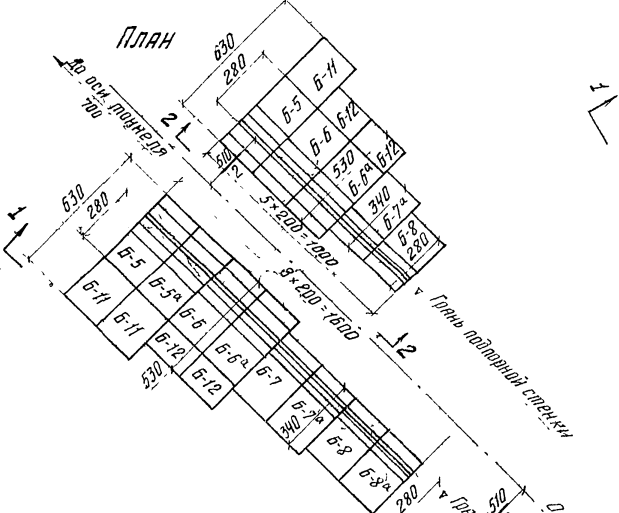 План
630
280
До оси тоннеля
700
2
1
Б-11
Б-5
Б-12
Б-6
Б-12
530
Б-6а
340
Б-7а
Б-8
280
510
2
5×200=1000
8×200=1600
630
280
1
Б-5
Б-11
Б-5а
Б-11
Б-6
Б-12
Б-6а
Б-12
530
Б-7
Б-7а
340
Б-8
Б-8а
280
2
Грань подпорной стенки
510